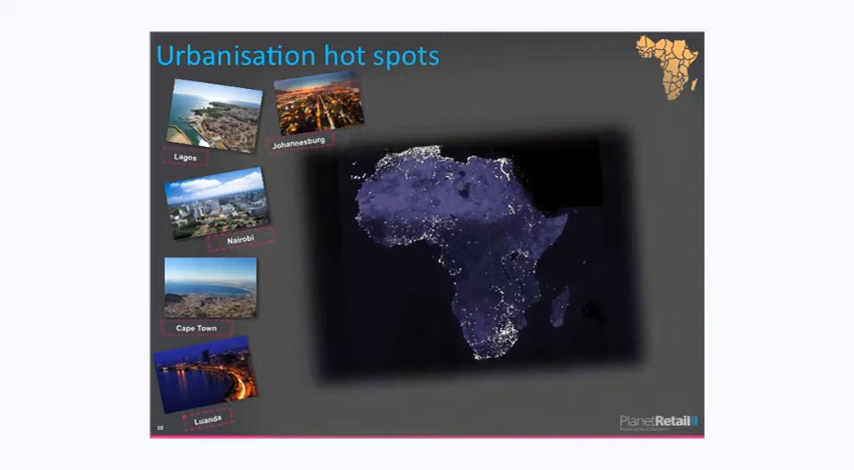 Urbanisation hot spots
Lagos
Johannesburg
Nairobi
Cape Town
Luanda
10
PlanetRetail